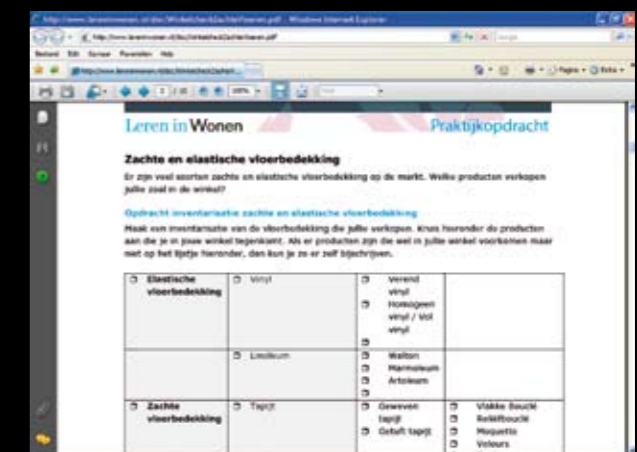 Leren in Wonen
Praktijkopdracht
Zachte en elastische vloerbedekking
Er zijn veel soorten zachte en elastische vloerbedekking op de markt. Welke producten verkopen
jullie zoal in de winkel?
Opdracht inventarisatie zachte en elastische vloerbedekking
Maak een inventarisatie van de vloerbedekking die jullie verkopen. Kruis hieronder de producten
aan die je in jouw winkel tegenkomt. Als er producten zijn die wel in jullie winkel voorkomen maar
niet op het lijstje hieronder, dan kun je ze er zelf bijschrijven.
Elastische
vloerbedekking
Vinyl
Verend
vinyl
Homogeen
vinyl / Vol
vinyl
Linoleum
Walton
Marmoleum
Artoleum
Zachte
vloerbedekking
Tapijt
Geweven
tapijt
Getuft tapijt
Vlakke Bouclé
Reliëfbouclé
Moquette
Velours